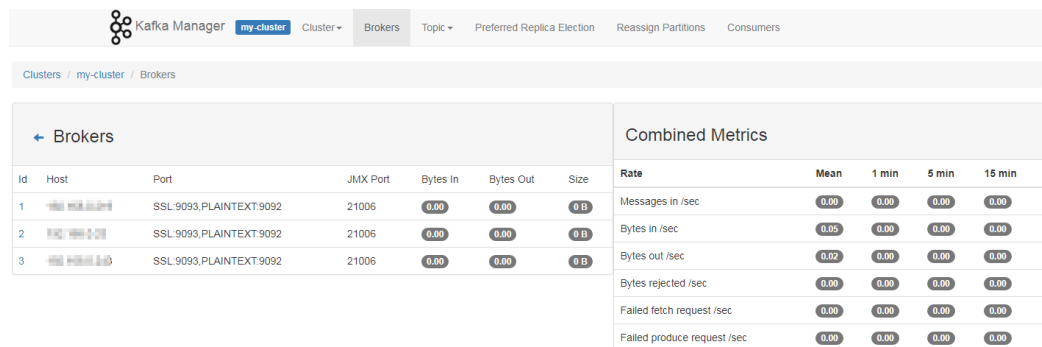 Kafka Manager my-cluster Cluster Brokers Topic Preferred Replica Election Reassign Partitions Consumers
Clusters / my-cluster / Brokers
Brokers
Id Host Port JMX Port Bytes In Bytes Out Size
1 SSL:9093,PLAINTEXT:9092 21006 0.00 0.00 0 B
2 SSL:9093,PLAINTEXT:9092 21006 0.00 0.00 0 B
3 SSL:9093,PLAINTEXT:9092 21006 0.00 0.00 0 B
Combined Metrics
Rate Mean 1 min 5 min 15 min
Messages in /sec 0.00 0.00 0.00 0.00
Bytes in /sec 0.05 0.00 0.00 0.00
Bytes out /sec 0.02 0.00 0.00 0.00
Bytes rejected /sec 0.00 0.00 0.00 0.00
Failed fetch request /sec 0.00 0.00 0.00 0.00
Failed produce request /sec 0.00 0.00 0.00 0.00